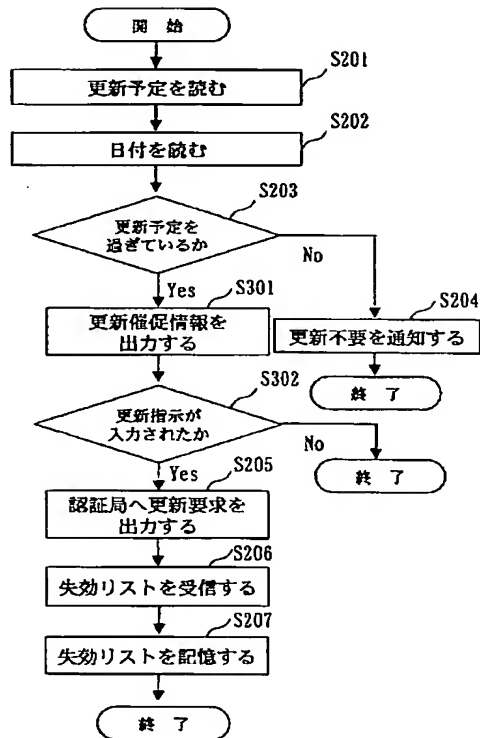 開 始
S201
更新予定を読む
S202
日付を読む
S203
更新予定を
過ぎているか
No
Yes
S301
更新催促情報を
出力する
S204
更新不要を通知する
終 了
S302
更新指示が
入力されたか
No
終 了
Yes
S205
認証局へ更新要求を
出力する
S206
失効リストを受信する
S207
失効リストを記憶する
終 了